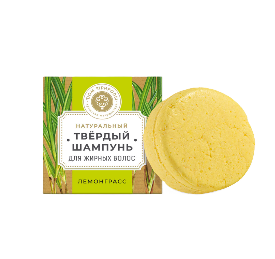 НАТУРАЛЬНЫЙ
ТВЁРДЫЙ
ШАМПУНЬ
ДЛЯ ЖИРНЫХ ВОЛОС
ЛЕМОНГРАСС